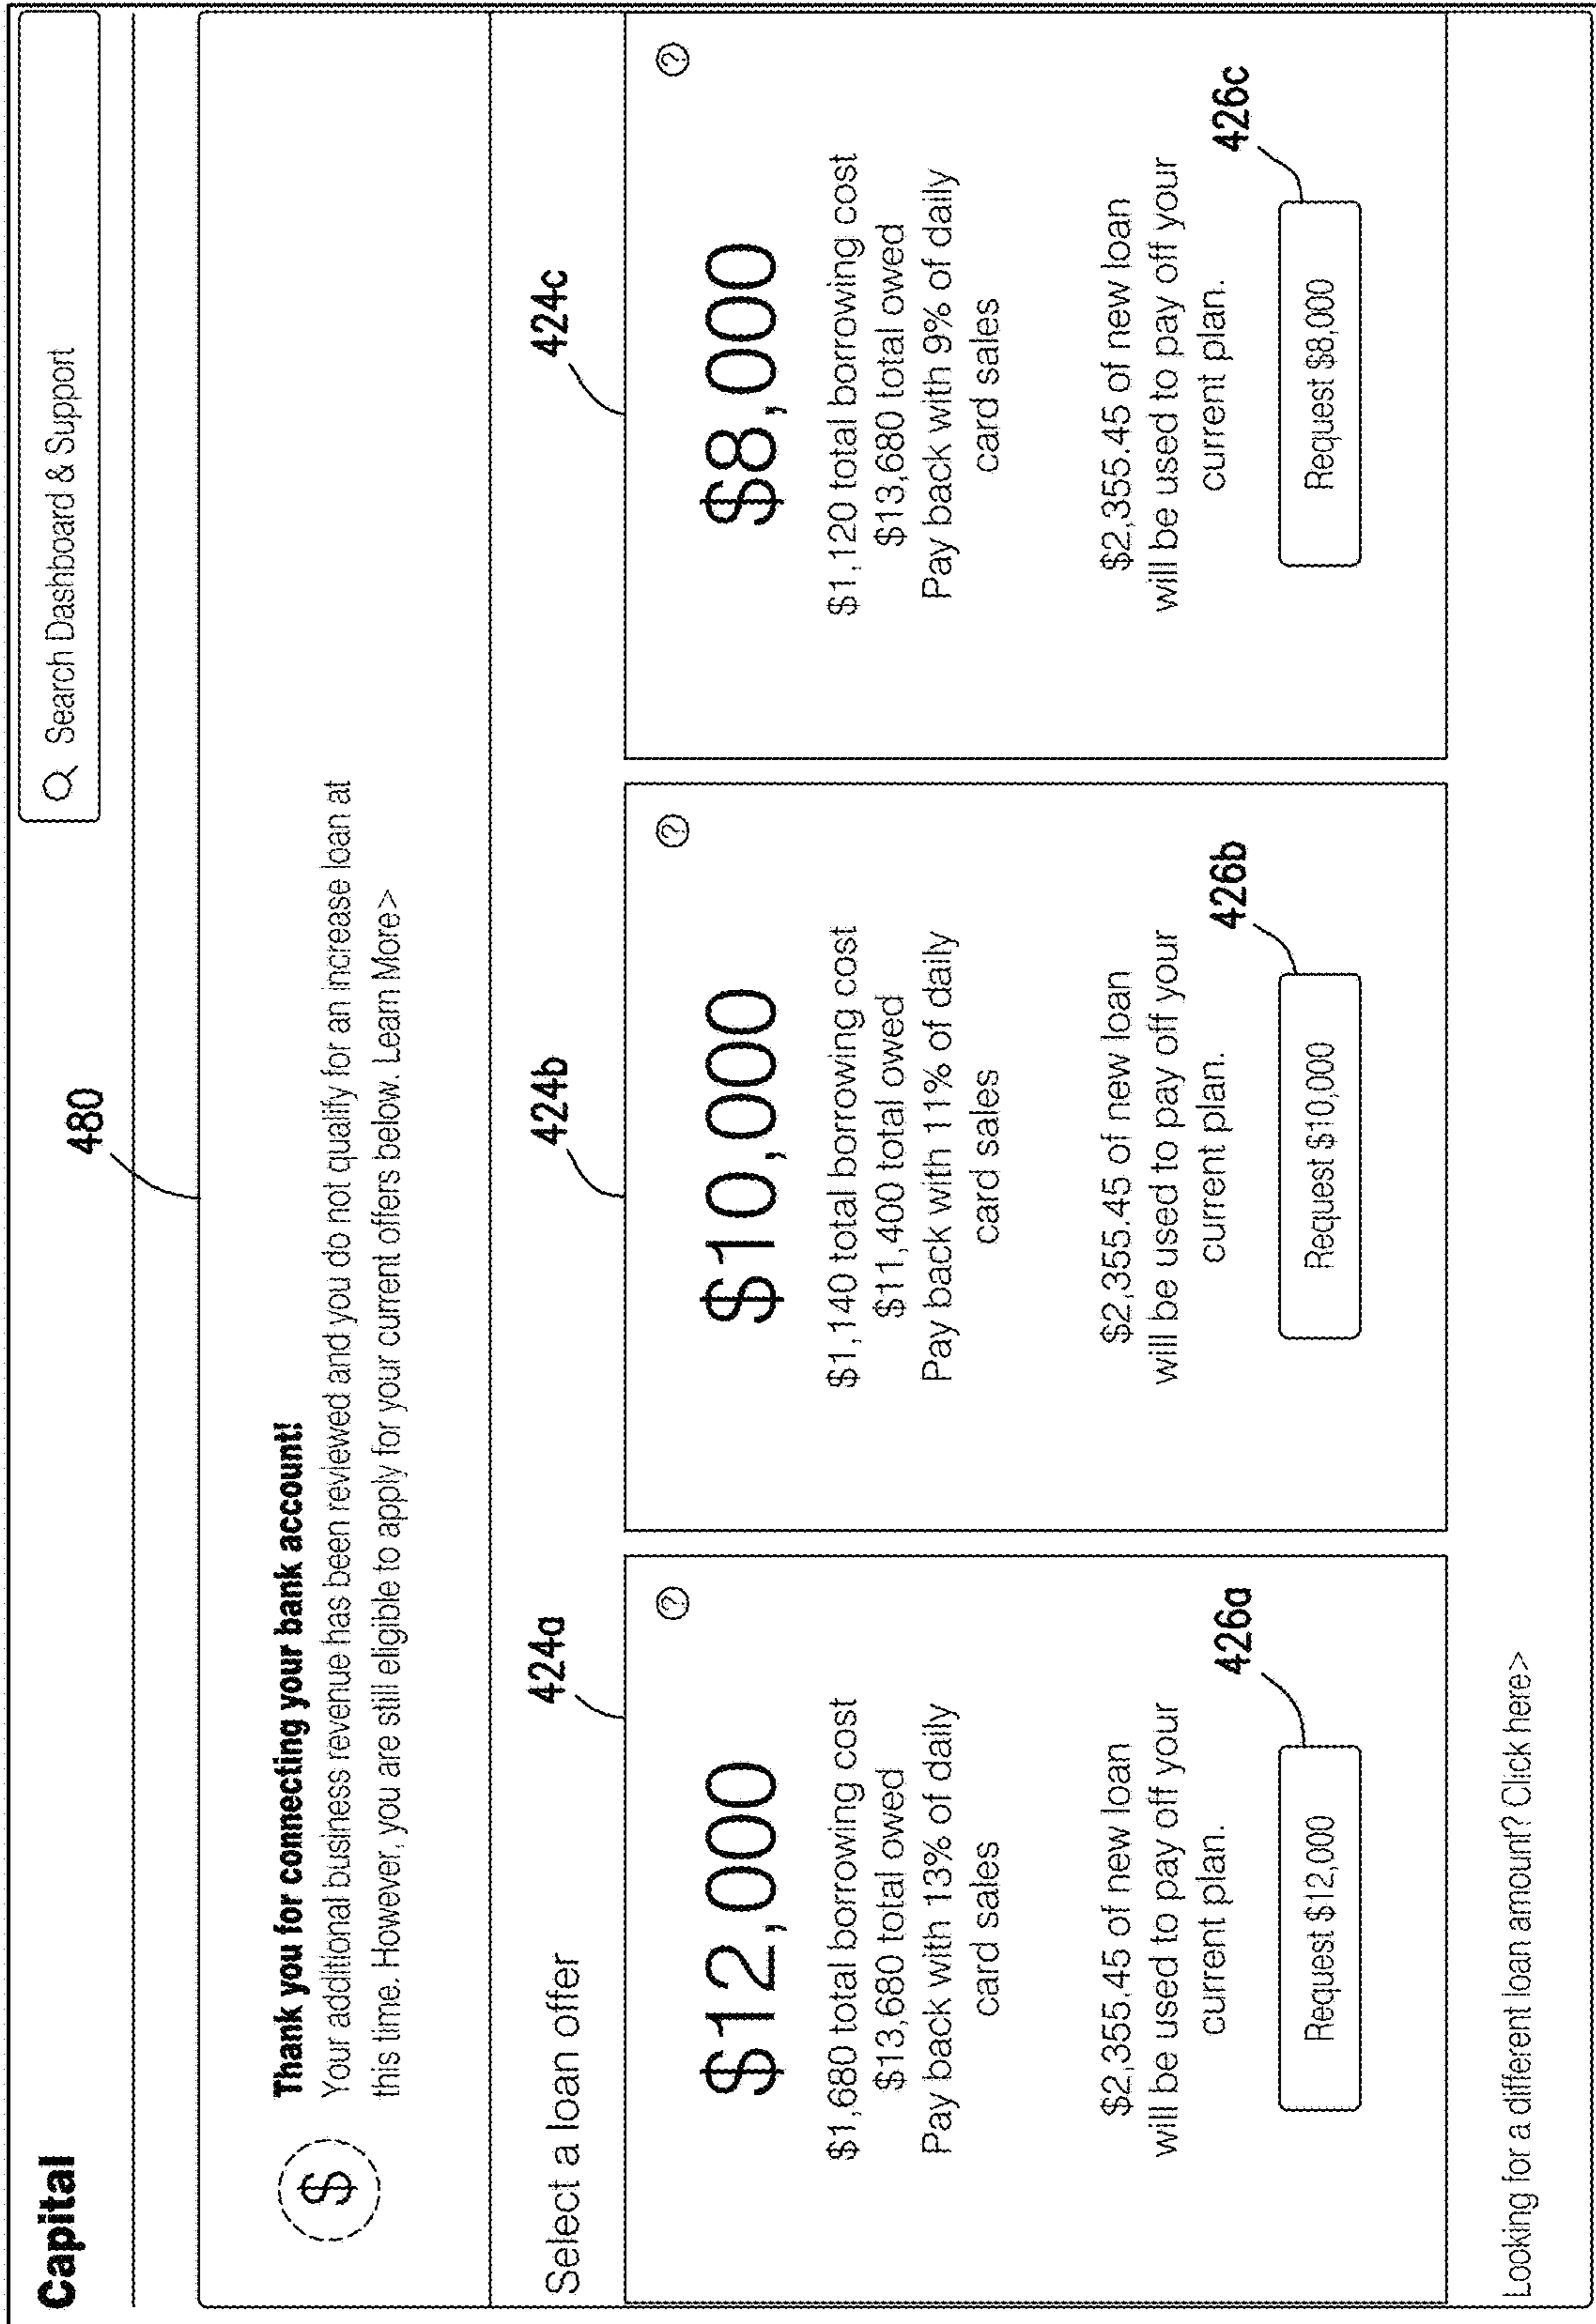 Capital
Search Dashboard & Support
480
$
Thank you for connecting your bank account!
Your additional business revenue has been reviewed and you do not qualify for an increase loan at
this time. However, you are still eligible to apply for your current offers below. Learn More>
Select a loan offer
424a
?
$12,000
$1,680 total borrowing cost
$13,680 total owed
Pay back with 13% of daily
card sales
$2,355.45 of new loan
will be used to pay off your
current plan.
426a
Request $12,000
424b
?
$10,000
$1,140 total borrowing cost
$11,400 total owed
Pay back with 11% of daily
card sales
$2,355.45 of new loan
will be used to pay off your
current plan.
426b
Request $10,000
424c
?
$8,000
$1,120 total borrowing cost
$13,680 total owed
Pay back with 9% of daily
card sales
$2,355.45 of new loan
will be used to pay off your
current plan.
426c
Request $8,000
Looking for a different loan amount? Click here>